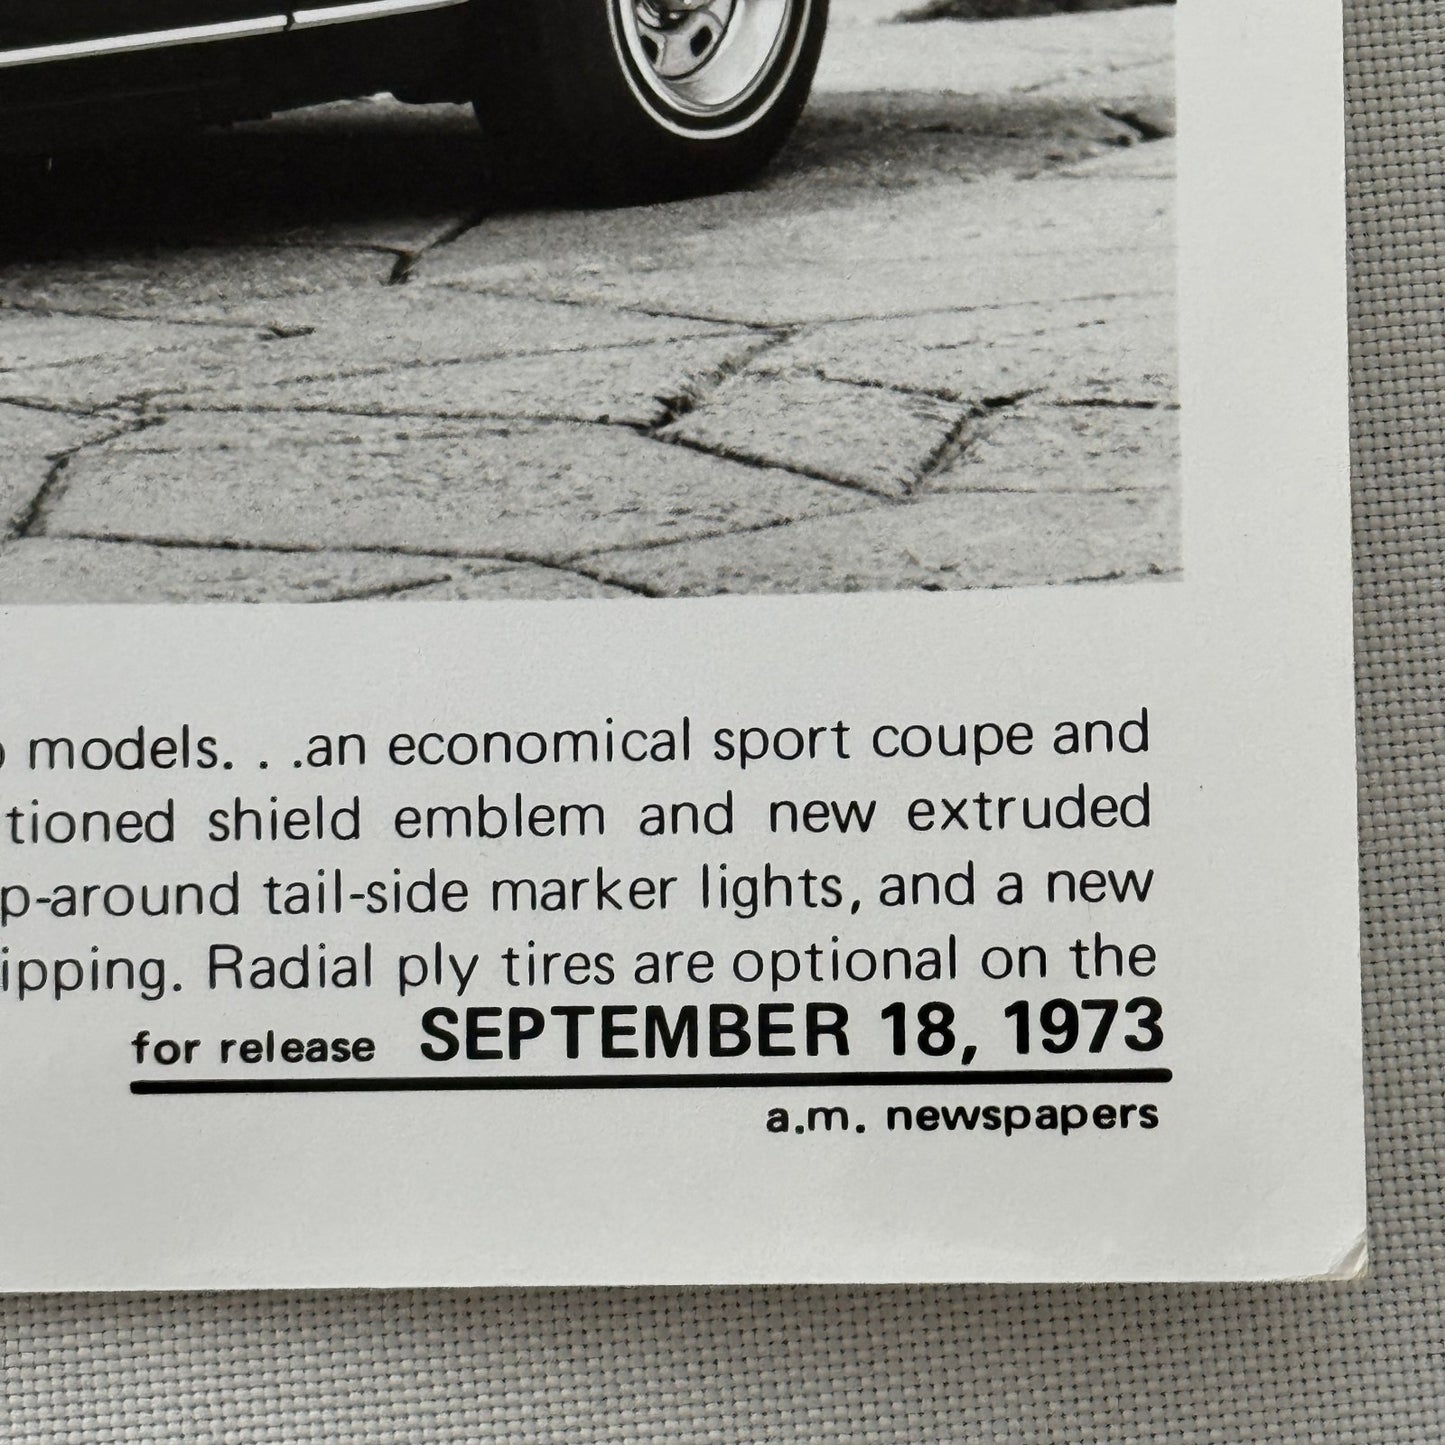 models. . .an economical sport coupe and
tioned shield emblem and new extruded
p-around tail-side marker lights, and a new
ipping. Radial ply tires are optional on the
for release SEPTEMBER 18, 1973
a.m. newspapers